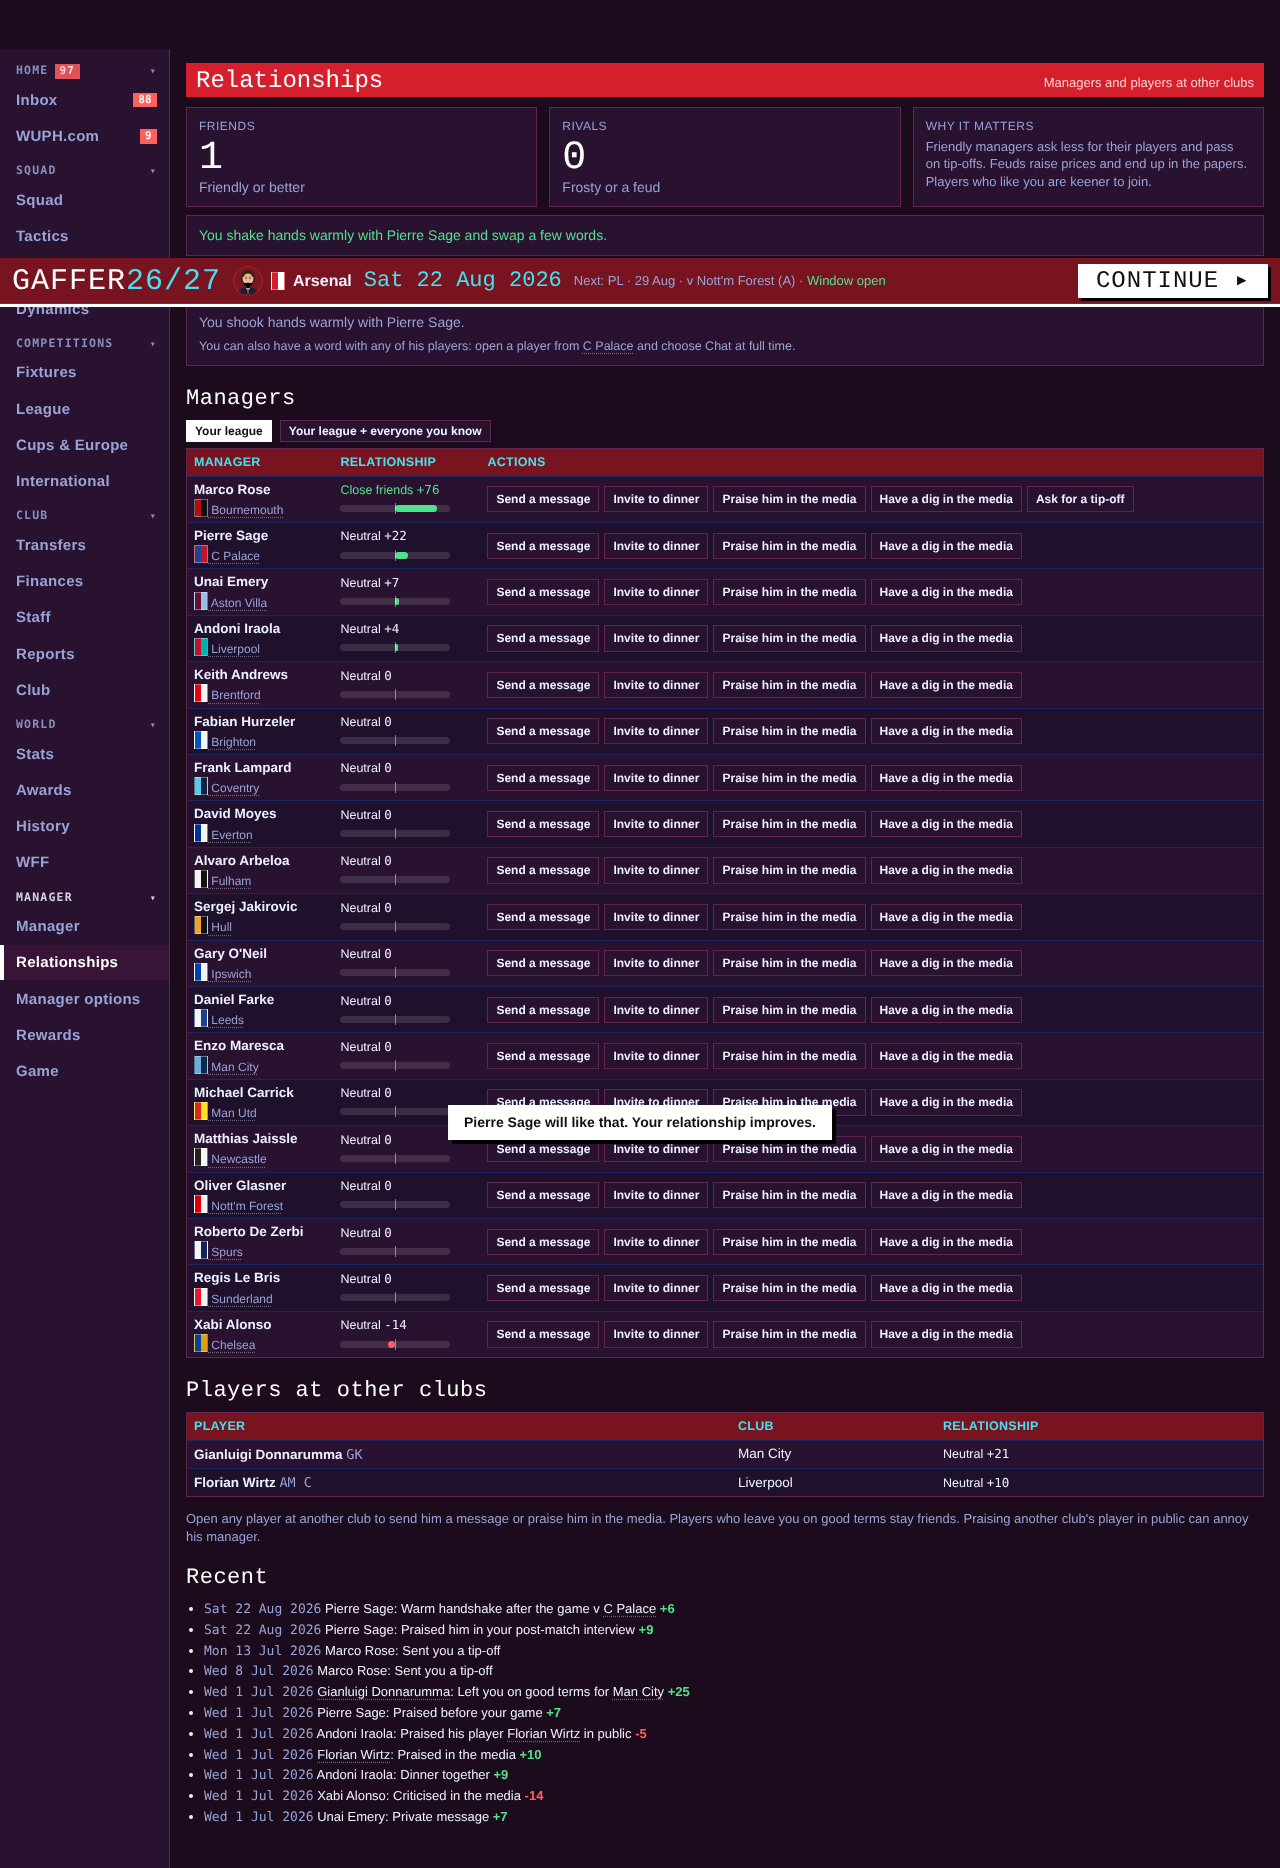 HOME 97 ▾
Inbox 88
WUPH.com 9
SQUAD ▾
Squad
Tactics
Relationships
Managers and players at other clubs
FRIENDS
1
Friendly or better
RIVALS
0
Frosty or a feud
WHY IT MATTERS
Friendly managers ask less for their players and pass
on tip-offs. Feuds raise prices and end up in the papers.
Players who like you are keener to join.
You shake hands warmly with Pierre Sage and swap a few words.
GAFFER26/27 Arsenal Sat 22 Aug 2026 Next: PL · 29 Aug · v Nott'm Forest (A) · Window open CONTINUE ▸
Dynamics
COMPETITIONS ▾
Fixtures
League
Cups & Europe
International
CLUB ▾
Transfers
Finances
Staff
Reports
Club
WORLD ▾
Stats
Awards
History
WFF
MANAGER ▾
Manager
Relationships
Manager options
Rewards
Game
You shook hands warmly with Pierre Sage.
You can also have a word with any of his players: open a player from C Palace and choose Chat at full time.
Managers
Your league Your league + everyone you know
MANAGER RELATIONSHIP ACTIONS
Marco Rose Close friends +76
Bournemouth Send a message Invite to dinner Praise him in the media Have a dig in the media Ask for a tip-off
Pierre Sage Neutral +22
C Palace Send a message Invite to dinner Praise him in the media Have a dig in the media
Unai Emery Neutral +7
Aston Villa Send a message Invite to dinner Praise him in the media Have a dig in the media
Andoni Iraola Neutral +4
Liverpool Send a message Invite to dinner Praise him in the media Have a dig in the media
Keith Andrews Neutral 0
Brentford Send a message Invite to dinner Praise him in the media Have a dig in the media
Fabian Hurzeler Neutral 0
Brighton Send a message Invite to dinner Praise him in the media Have a dig in the media
Frank Lampard Neutral 0
Coventry Send a message Invite to dinner Praise him in the media Have a dig in the media
David Moyes Neutral 0
Everton Send a message Invite to dinner Praise him in the media Have a dig in the media
Alvaro Arbeloa Neutral 0
Fulham Send a message Invite to dinner Praise him in the media Have a dig in the media
Sergej Jakirovic Neutral 0
Hull Send a message Invite to dinner Praise him in the media Have a dig in the media
Gary O'Neil Neutral 0
Ipswich Send a message Invite to dinner Praise him in the media Have a dig in the media
Daniel Farke Neutral 0
Leeds Send a message Invite to dinner Praise him in the media Have a dig in the media
Enzo Maresca Neutral 0
Man City Send a message Invite to dinner Praise him in the media Have a dig in the media
Michael Carrick Neutral 0
Man Utd Send a message Invite to dinner Praise him in the media Have a dig in the media
Pierre Sage will like that. Your relationship improves.
Matthias Jaissle Neutral 0
Newcastle Send a message Invite to dinner Praise him in the media Have a dig in the media
Oliver Glasner Neutral 0
Nott'm Forest Send a message Invite to dinner Praise him in the media Have a dig in the media
Roberto De Zerbi Neutral 0
Spurs Send a message Invite to dinner Praise him in the media Have a dig in the media
Regis Le Bris Neutral 0
Sunderland Send a message Invite to dinner Praise him in the media Have a dig in the media
Xabi Alonso Neutral -14
Chelsea Send a message Invite to dinner Praise him in the media Have a dig in the media
Players at other clubs
PLAYER CLUB RELATIONSHIP
Gianluigi Donnarumma GK Man City Neutral +21
Florian Wirtz AM C Liverpool Neutral +10
Open any player at another club to send him a message or praise him in the media. Players who leave you on good terms stay friends. Praising another club's player in public can annoy
his manager.
Recent
• Sat 22 Aug 2026 Pierre Sage: Warm handshake after the game v C Palace +6
• Sat 22 Aug 2026 Pierre Sage: Praised him in your post-match interview +9
• Mon 13 Jul 2026 Marco Rose: Sent you a tip-off
• Wed 8 Jul 2026 Marco Rose: Sent you a tip-off
• Wed 1 Jul 2026 Gianluigi Donnarumma: Left you on good terms for Man City +25
• Wed 1 Jul 2026 Pierre Sage: Praised before your game +7
• Wed 1 Jul 2026 Andoni Iraola: Praised his player Florian Wirtz in public -5
• Wed 1 Jul 2026 Florian Wirtz: Praised in the media +10
• Wed 1 Jul 2026 Andoni Iraola: Dinner together +9
• Wed 1 Jul 2026 Xabi Alonso: Criticised in the media -14
• Wed 1 Jul 2026 Unai Emery: Private message +7